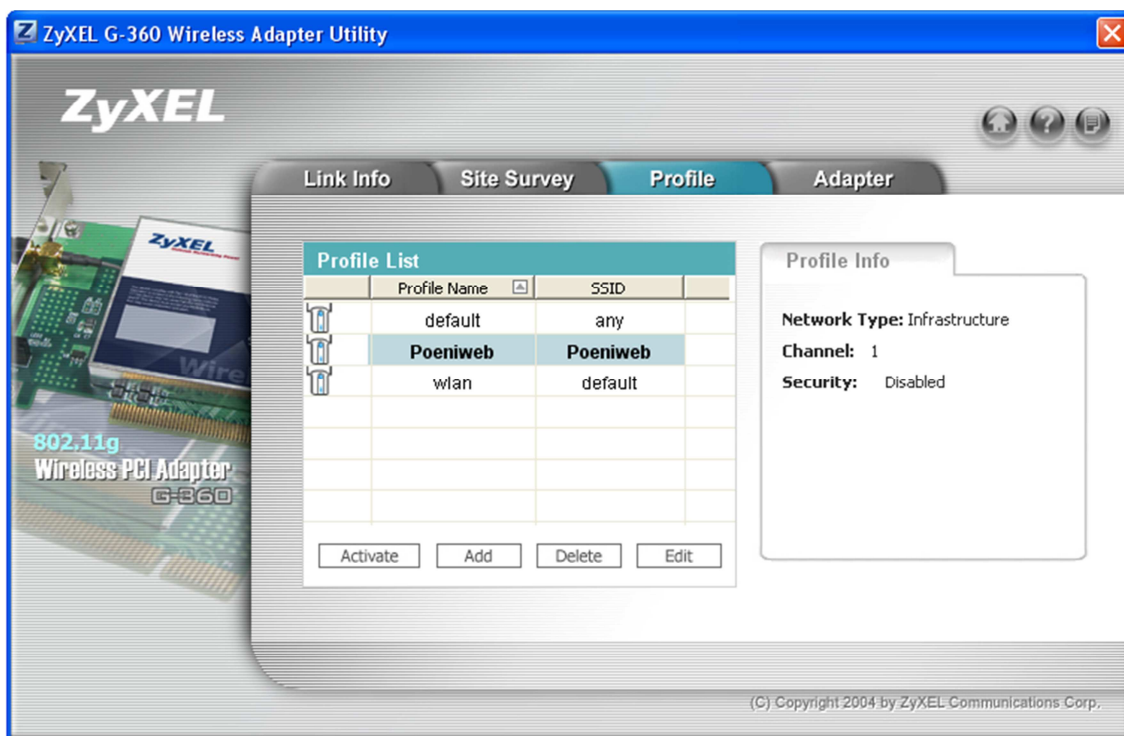 ZyXEL G-360 Wireless Adapter Utility
ZyXEL
Link Info
Site Survey
Profile
Adapter
ZyXEL
Wire
802.11g
Wireless PCI Adapter
G-360
Profile List
Profile Name SSID
default any
Poeniweb Poeniweb
wlan default
Activate Add Delete Edit
Profile Info
Network Type: Infrastructure
Channel: 1
Security: Disabled
(C) Copyright 2004 by ZyXEL Communications Corp.